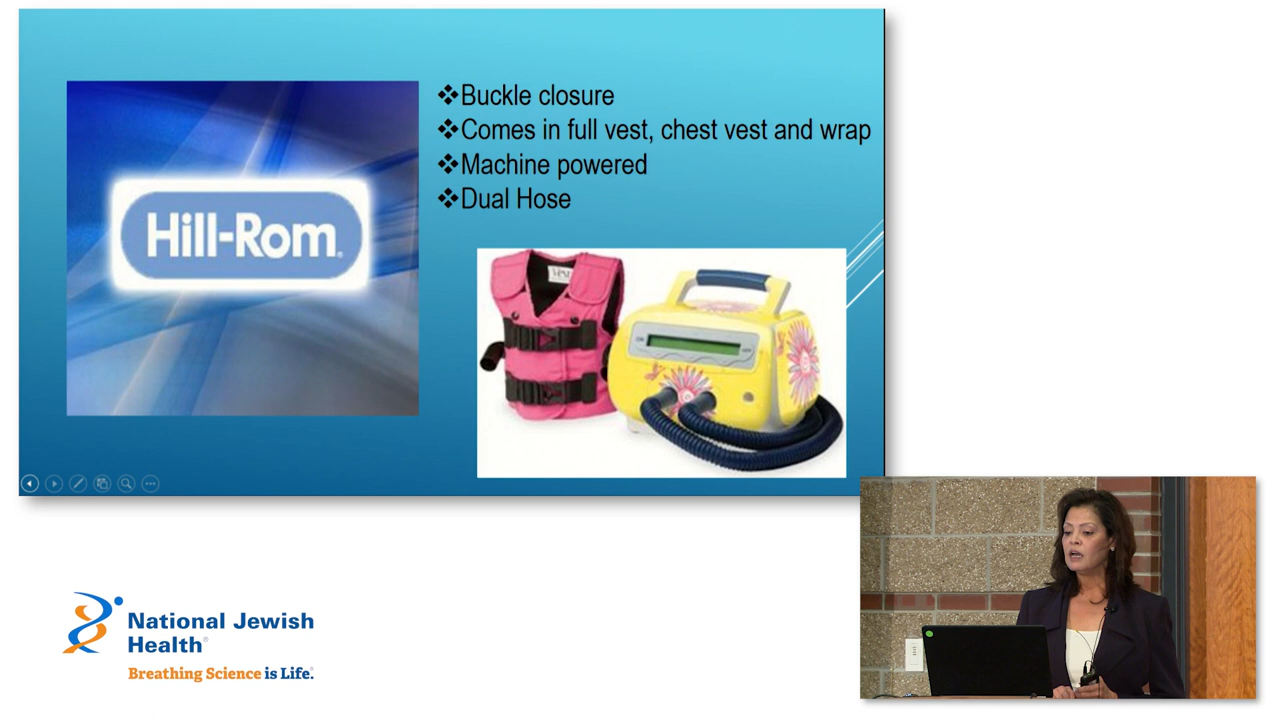 Hill-Rom®
❖Buckle closure
❖Comes in full vest, chest vest and wrap
❖Machine powered
❖Dual Hose
National Jewish
Health®
Breathing Science is Life.®